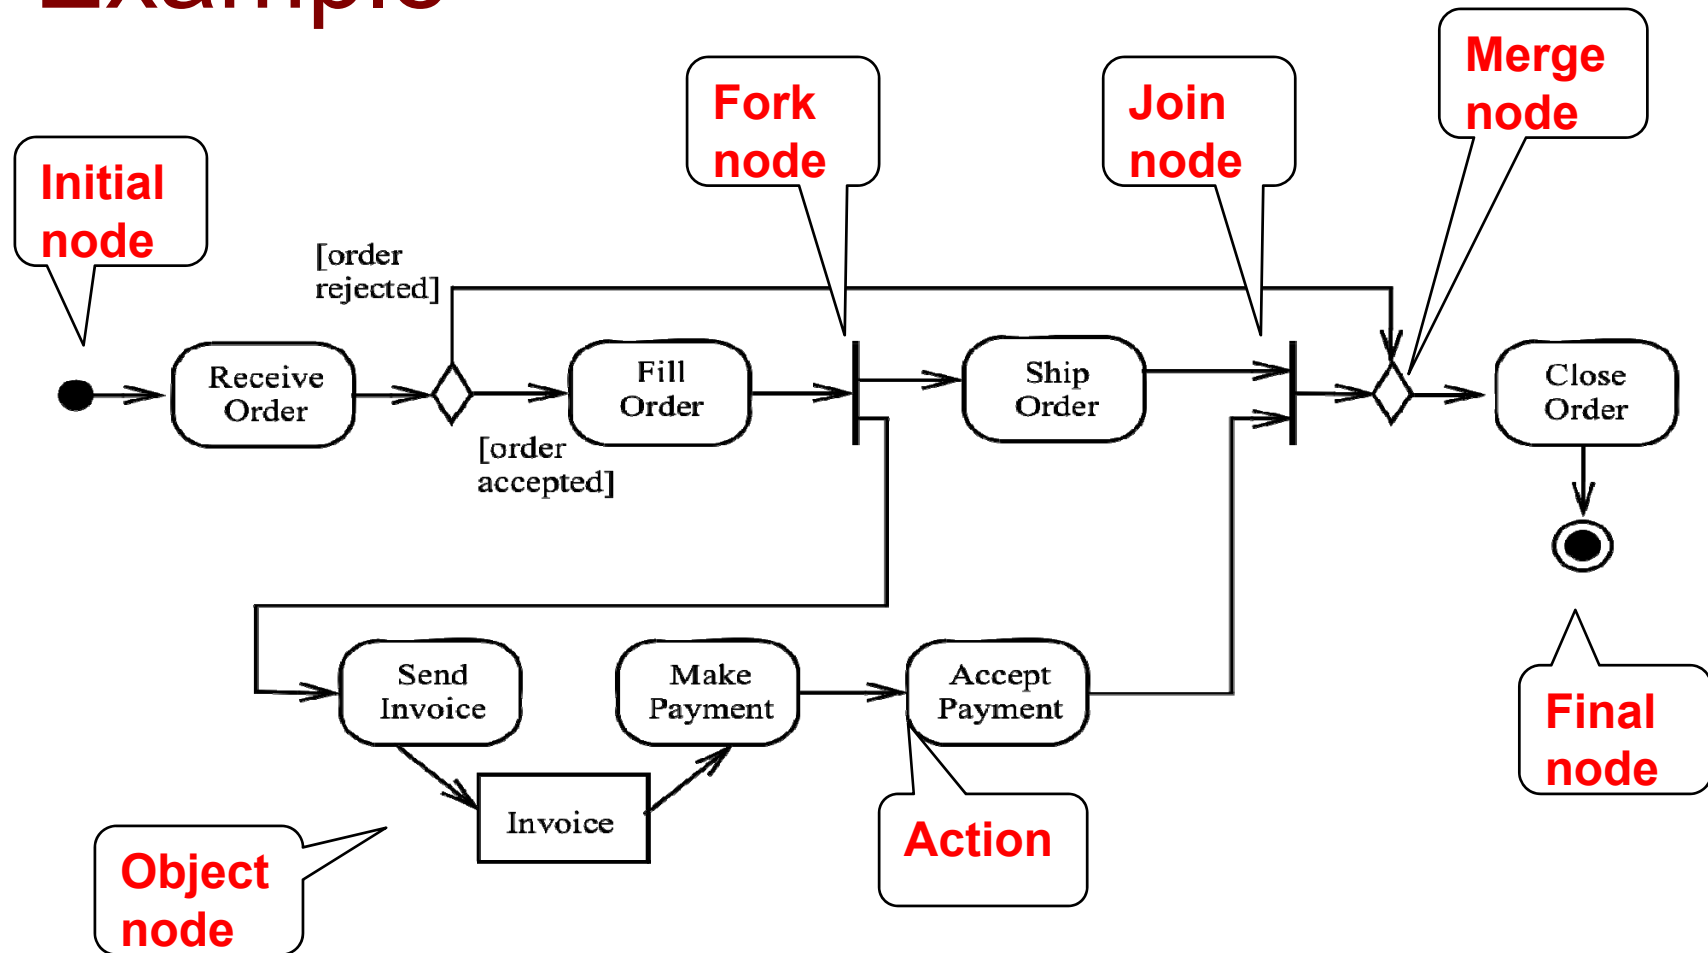 Example
Merge
node
Fork
node
Join
node
Initial
node
[order
rejected]
Receive
Order
Fill
Order
Ship
Order
Close
Order
[order
accepted]
Send
Invoice
Make
Payment
Accept
Payment
Final
node
Invoice
Action
Object
node